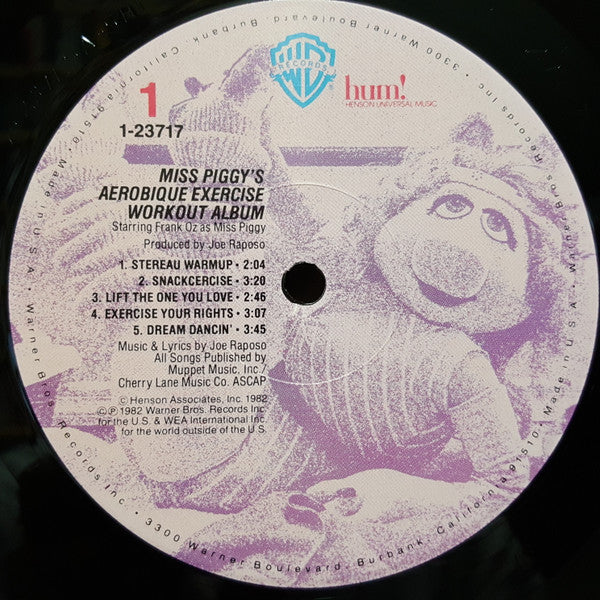 3300 Warner Boulevard, Burbank, California 91510 • Made in U.S.A. • Warner Bros. Records Inc. • 3300 Warner Boulevard, Burbank, California 91510 • Made in U.S.A. • Warner Bros. Records Inc. •
WB
RECORDS
hum!
HENSON UNIVERSAL MUSIC
1
1-23717
MISS PIGGY'S
AEROBIQUE EXERCISE
WORKOUT ALBUM
Starring Frank Oz as Miss Piggy
Produced by Joe Raposo
1. STEREAU WARMUP • 2:04
2. SNACKCERCISE • 3:20
3. LIFT THE ONE YOU LOVE • 2:46
4. EXERCISE YOUR RIGHTS • 3:07
5. DREAM DANCIN' • 3:45
Music & Lyrics by Joe Raposo
All Songs Published by
Muppet Music, Inc./
Cherry Lane Music Co. ASCAP
© Henson Associates, Inc. 1982
©℗ 1982 Warner Bros. Records Inc.
for the U.S. & WEA International Inc.
for the world outside of the U.S.